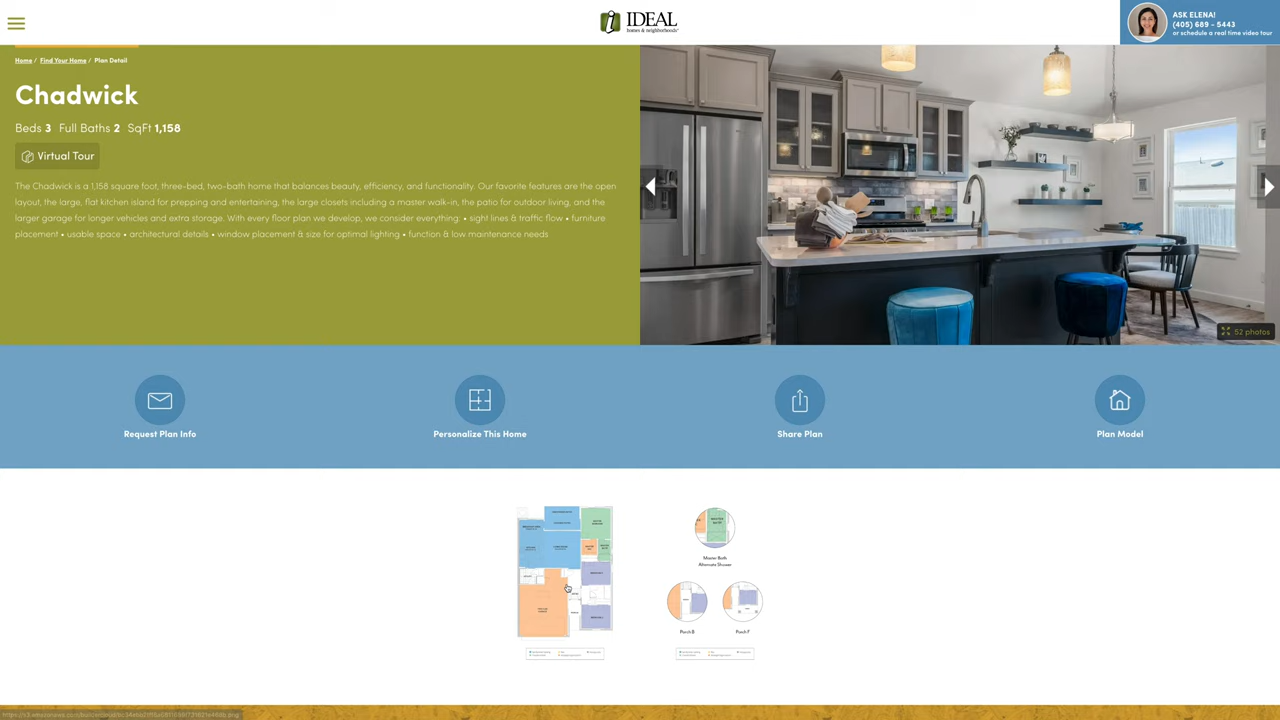 IDEAL
homes & neighborhoods
ASK ELENA!
(405) 689 - 5443
or schedule a real time video tour
Home / Find Your Home / Plan Detail
Chadwick
Beds 3 Full Baths 2 SqFt 1,158
Virtual Tour
The Chadwick is a 1,158 square foot, three-bed, two-bath home that balances beauty, efficiency, and functionality. Our favorite features are the open
layout, the large, flat kitchen island for prepping and entertaining, the large closets including a master walk-in, the patio for outdoor living, and the
larger garage for longer vehicles and extra storage. With every floor plan we develop, we consider everything: • sight lines & traffic flow • furniture
placement • usable space • architectural details • window placement & size for optimal lighting • function & low maintenance needs
52 photos
Request Plan Info
Personalize This Home
Share Plan
Plan Model
Master Bath
Alternate Shower
Porch B
Porch F